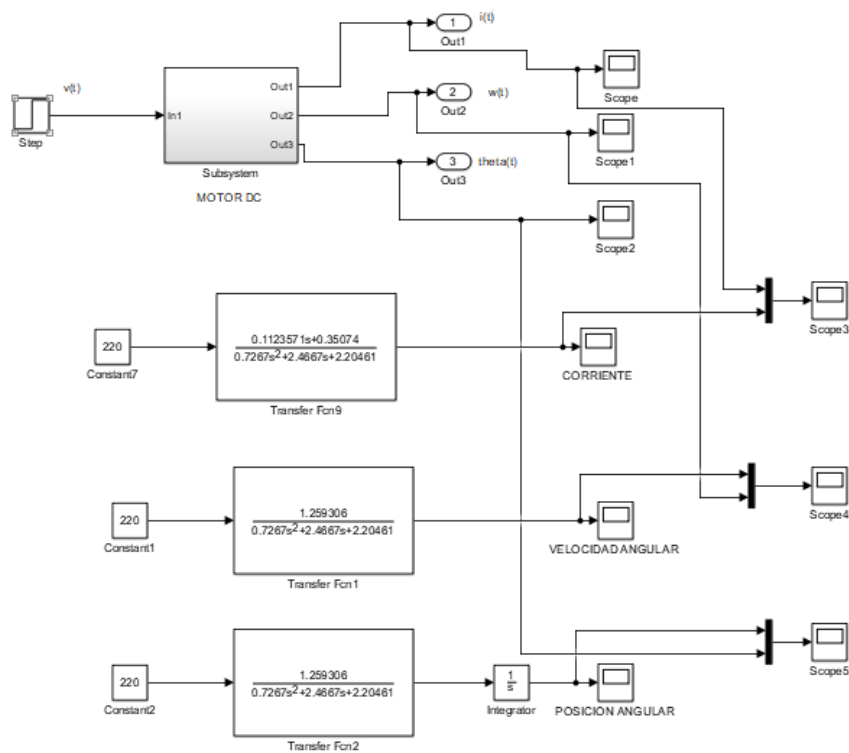 1
i(t)
Out1
v(t)
Step
In1
Out1
Out2
Out3
Subsystem
MOTOR DC
Scope
2
w(t)
Out2
Scope1
3
theta(t)
Out3
Scope2
Scope3
220
Constant7
0.1123571s+0.35074
0.7267s²+2.4667s+2.20461
Transfer Fcn9
CORRIENTE
Scope4
220
Constant1
1.259306
0.7267s²+2.4667s+2.20461
Transfer Fcn1
VELOCIDAD ANGULAR
Scope5
220
Constant2
1.259306
0.7267s²+2.4667s+2.20461
Transfer Fcn2
1
s
Integrator
POSICION ANGULAR